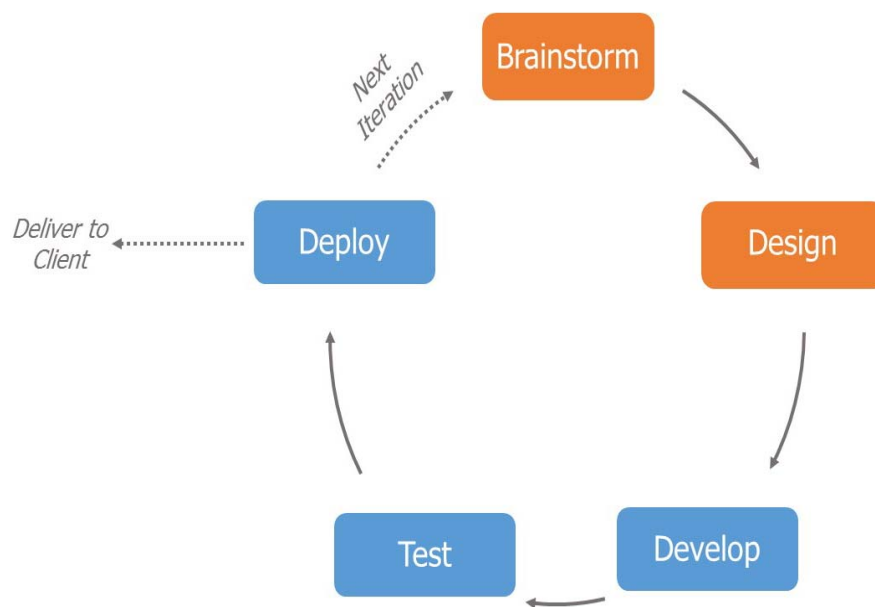 Brainstorm
Next
Iteration
Deploy
Deliver to
Client
Design
Test
Develop